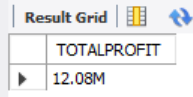 Result Grid
TOTALPROFIT
12.08M